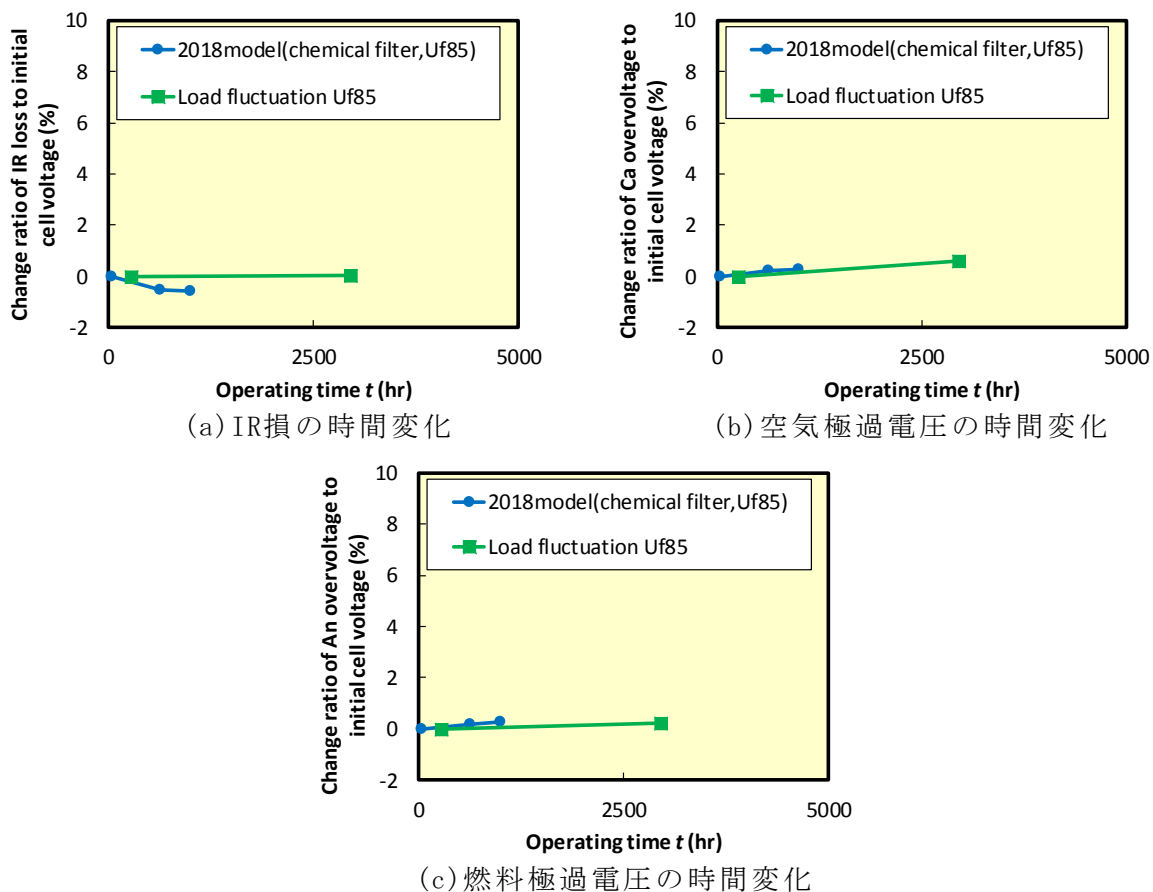 10
8
6
4
2
0
-2
0
2500
5000
Change ratio of IR loss to initial
cell voltage (%)
2018model(chemical filter,Uf85)
Load fluctuation Uf85
Operating time t (hr)
(a)IR損の時間変化
10
8
6
4
2
0
-2
0
2500
5000
Change ratio of Ca overvoltage to
initial cell voltage (%)
2018model(chemical filter,Uf85)
Load fluctuation Uf85
Operating time t (hr)
(b)空気極過電圧の時間変化
10
8
6
4
2
0
-2
0
2500
5000
Change ratio of An overvoltage to
initial cell voltage (%)
2018model(chemical filter,Uf85)
Load fluctuation Uf85
Operating time t (hr)
(c)燃料極過電圧の時間変化